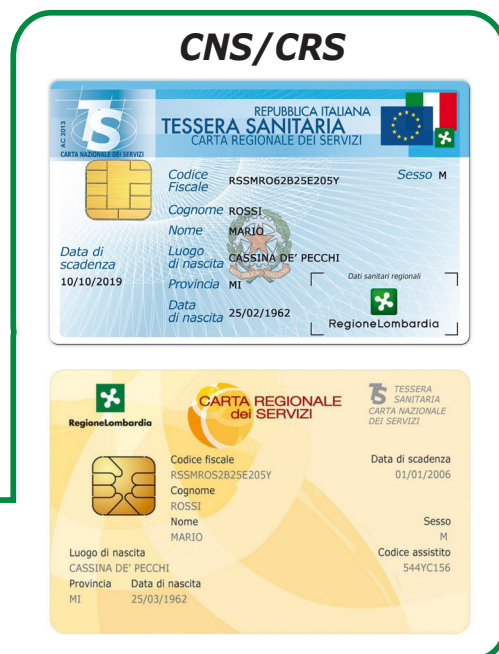 CNS/CRS
AC 2013
TS
CARTA NAZIONALE DEI SERVIZI
REPUBBLICA ITALIANA
TESSERA SANITARIA
CARTA REGIONALE DEI SERVIZI
Codice Fiscale RSSMRO62B25E205Y Sesso M
Cognome ROSSI
Nome MARIO
Luogo di nascita CASSINA DE' PECCHI
Data di scadenza
10/10/2019
Provincia MI
Data di nascita 25/02/1962
Dati sanitari regionali
RegioneLombardia
RegioneLombardia
CARTA REGIONALE
dei SERVIZI
TS TESSERA
SANITARIA
CARTA NAZIONALE
DEI SERVIZI
Codice fiscale Data di scadenza
RSSMROS2B25E205Y 01/01/2006
Cognome
ROSSI
Nome Sesso
MARIO M
Luogo di nascita Codice assistito
CASSINA DE' PECCHI 544YC156
Provincia Data di nascita
MI 25/03/1962